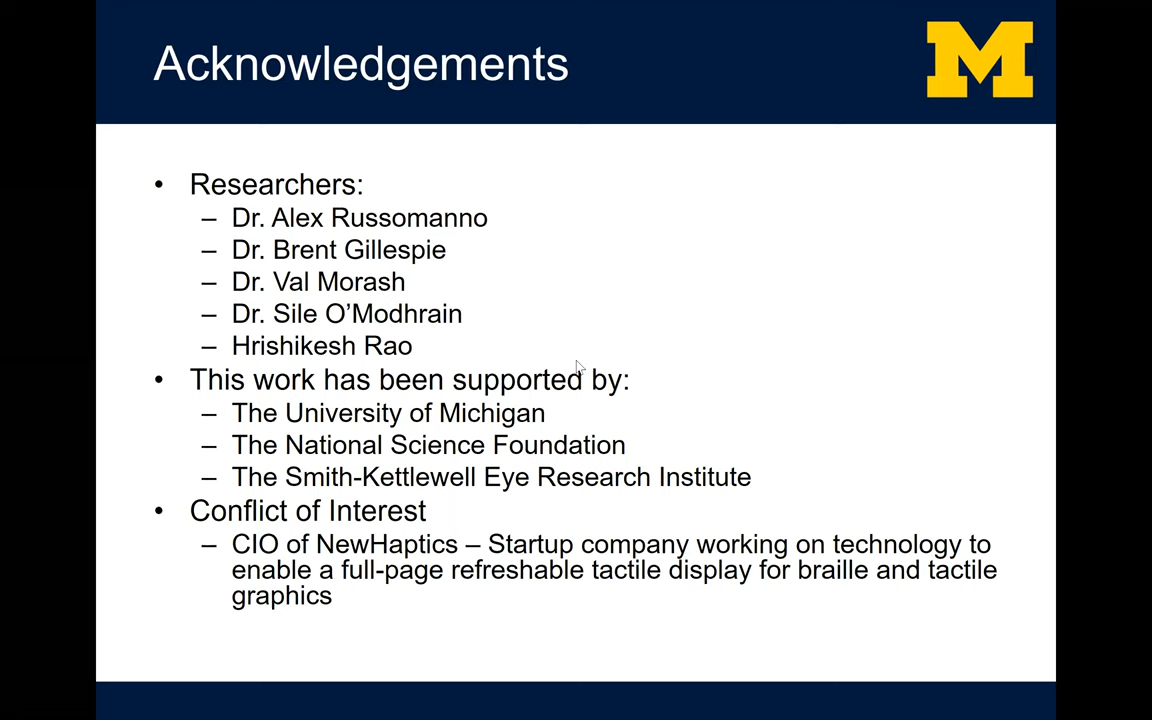 Acknowledgements
M
• Researchers:
– Dr. Alex Russomanno
– Dr. Brent Gillespie
– Dr. Val Morash
– Dr. Sile O’Modhrain
– Hrishikesh Rao
• This work has been supported by:
– The University of Michigan
– The National Science Foundation
– The Smith-Kettlewell Eye Research Institute
• Conflict of Interest
– CIO of NewHaptics – Startup company working on technology to
enable a full-page refreshable tactile display for braille and tactile
graphics